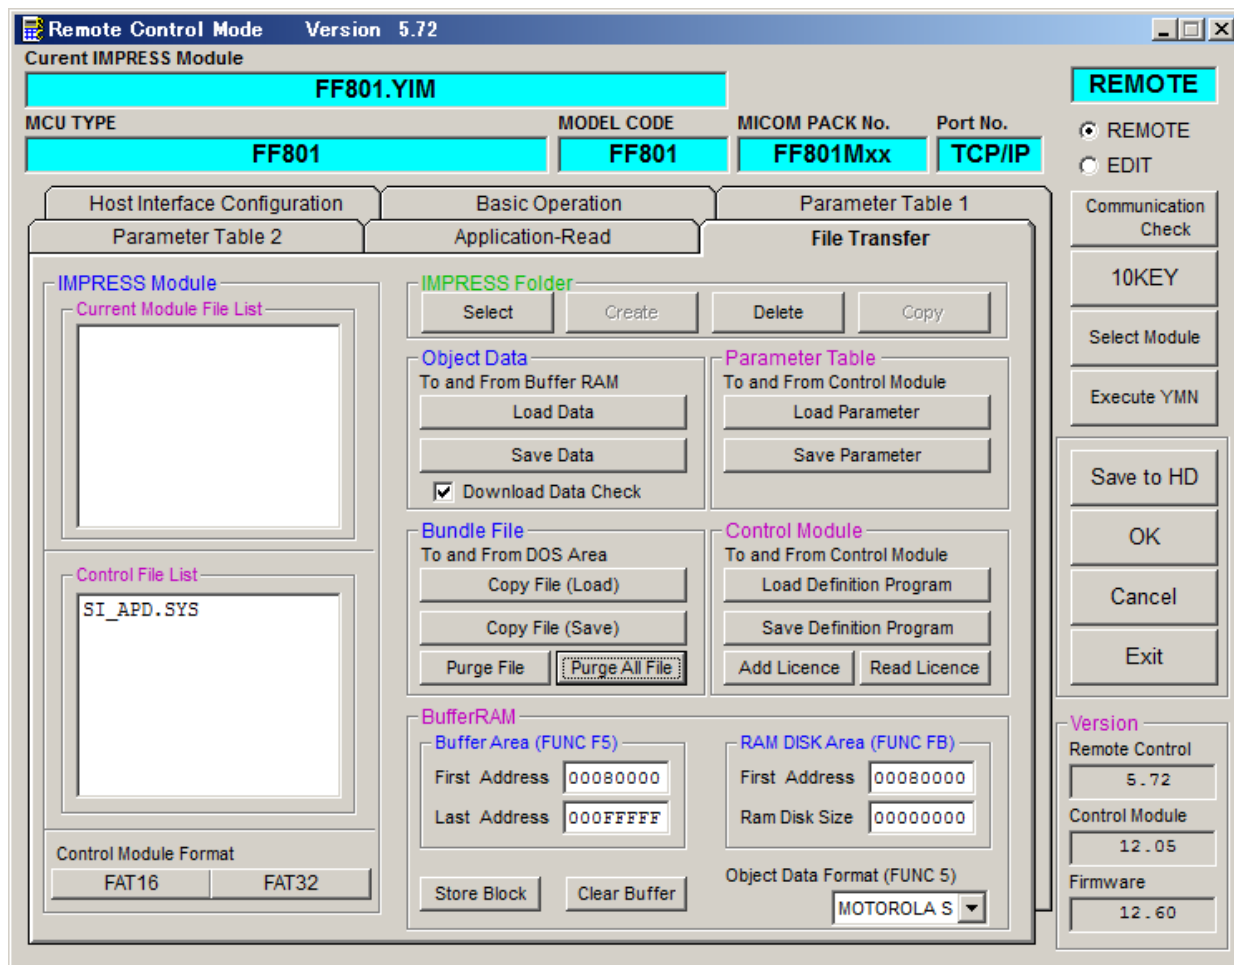 Remote Control Mode Version 5.72
Curent IMPRESS Module
FF801.YIM
REMOTE
MCU TYPE MODEL CODE MICOM PACK No. Port No.
FF801 FF801 FF801Mxx TCP/IP
REMOTE
EDIT
Host Interface Configuration Basic Operation Parameter Table 1
Parameter Table 2 Application-Read File Transfer
Communication
Check
10KEY
Select Module
Execute YMN
IMPRESS Module
Current Module File List
Control File List
SI_APD.SYS
Control Module Format
FAT16 FAT32
IMPRESS Folder
Select Create Delete Copy
Object Data
To and From Buffer RAM
Load Data
Save Data
Download Data Check
Parameter Table
To and From Control Module
Load Parameter
Save Parameter
Bundle File
To and From DOS Area
Copy File (Load)
Copy File (Save)
Purge File Purge All File
Control Module
To and From Control Module
Load Definition Program
Save Definition Program
Add Licence Read Licence
BufferRAM
Buffer Area (FUNC F5)
First Address 00080000
Last Address 000FFFFF
RAM DISK Area (FUNC FB)
First Address 00080000
Ram Disk Size 00000000
Store Block Clear Buffer
Object Data Format (FUNC 5)
MOTOROLA S
Save to HD
OK
Cancel
Exit
Version
Remote Control
5.72
Control Module
12.05
Firmware
12.60